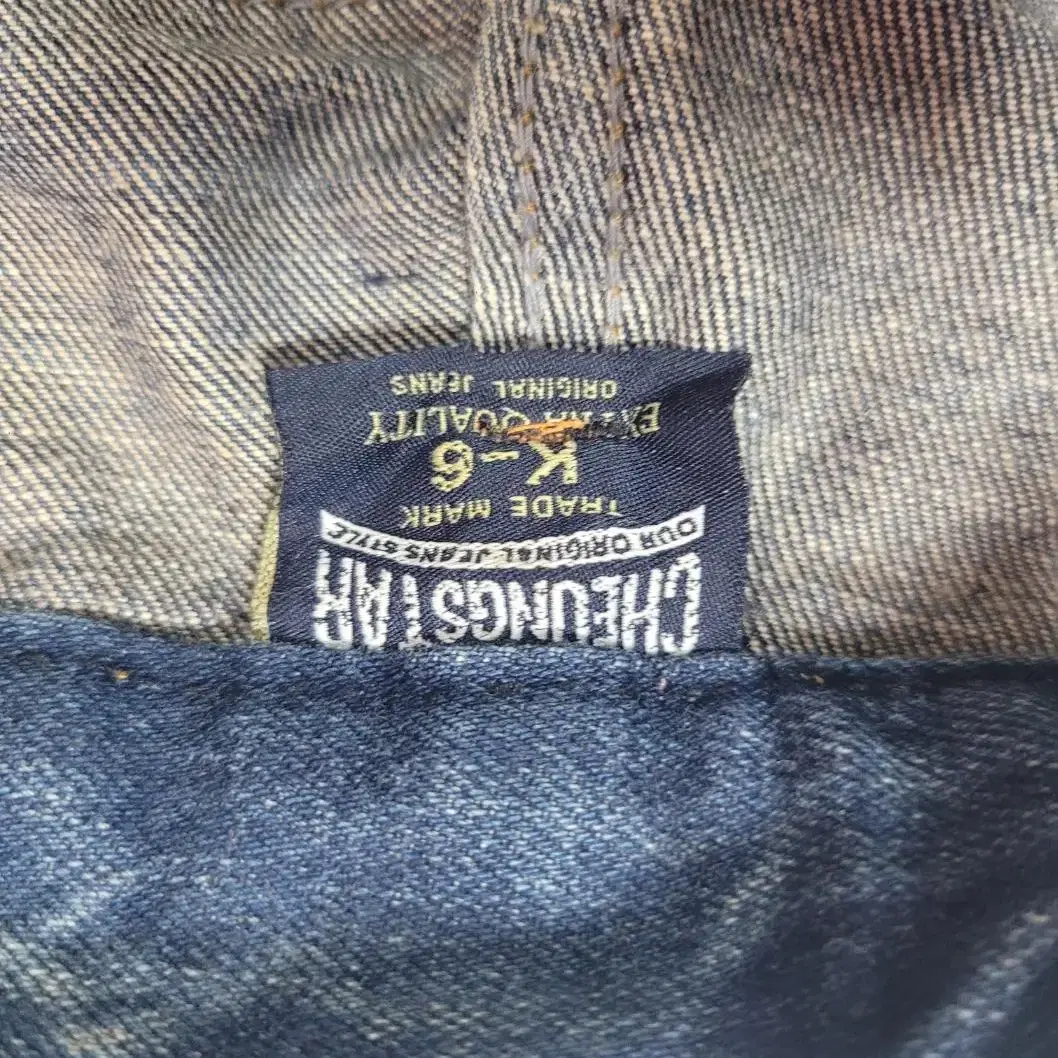 CHEUNGSTAR
OUR ORIGINAL JEANS STYLE
TRADE MARK
K-6
EXTRA QUALITY
ORIGINAL JEANS